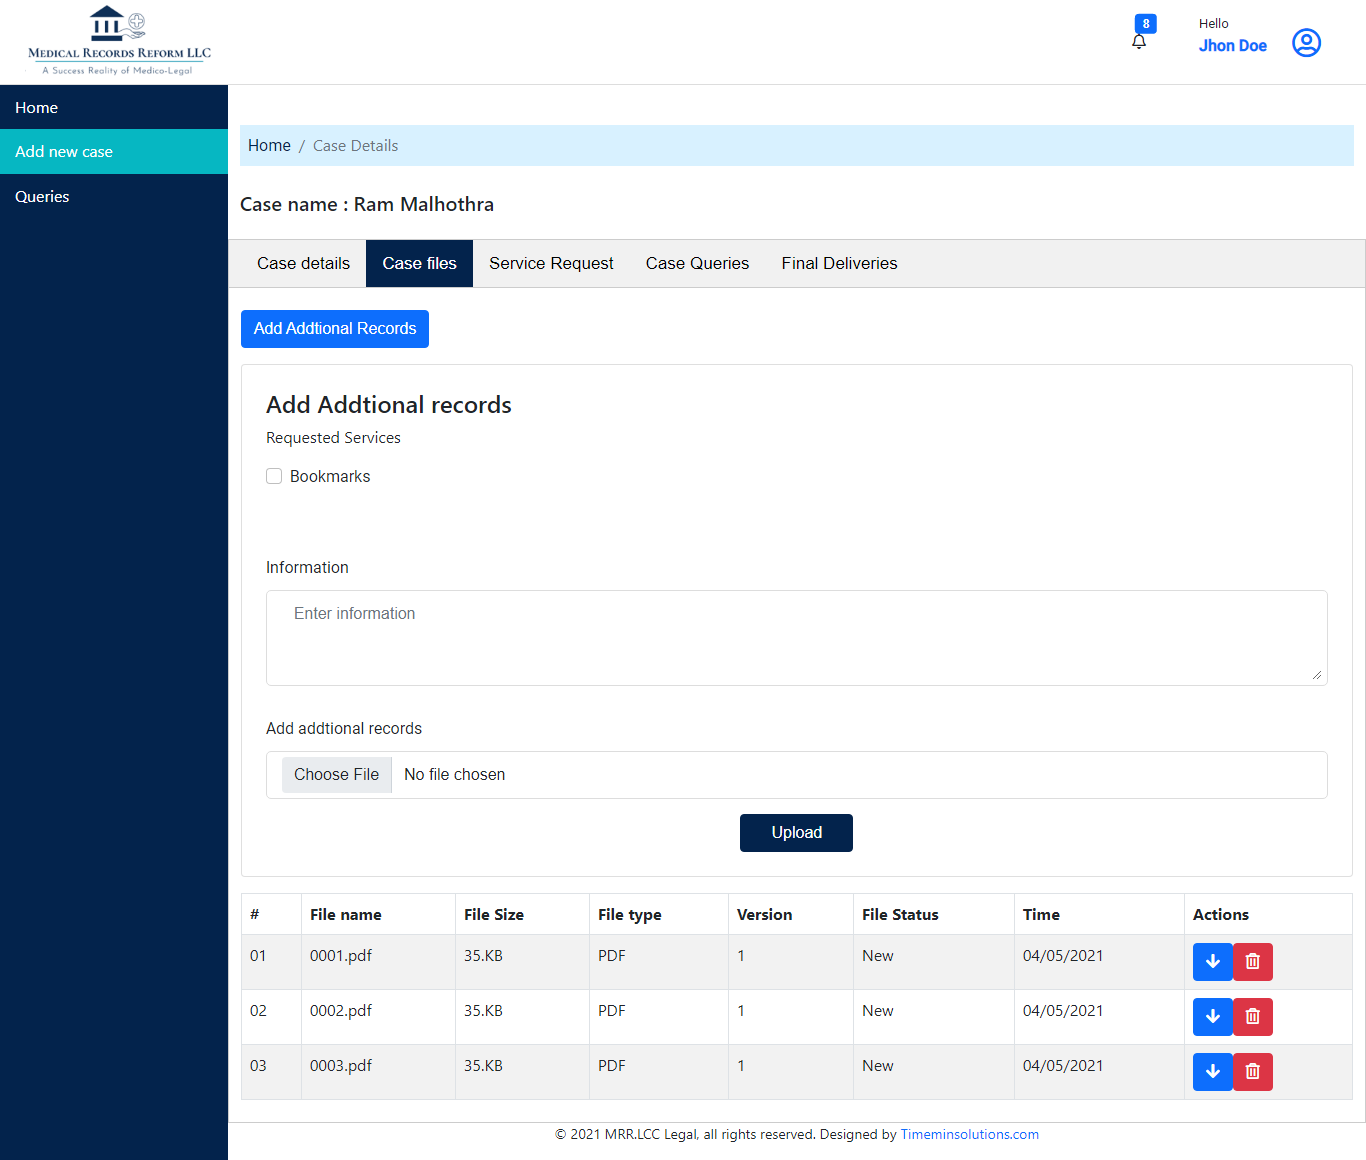 MEDICAL RECORDS REFORM LLC
A Success Reality of Medico-Legal
8
Hello
Jhon Doe
Home
Add new case
Queries
Home / Case Details
Case name : Ram Malhothra
Case details Case files Service Request Case Queries Final Deliveries
Add Addtional Records
Add Addtional records
Requested Services
Bookmarks
Information
Enter information
Add addtional records
Choose File No file chosen
Upload
# File name File Size File type Version File Status Time Actions
01 0001.pdf 35.KB PDF 1 New 04/05/2021
02 0002.pdf 35.KB PDF 1 New 04/05/2021
03 0003.pdf 35.KB PDF 1 New 04/05/2021
© 2021 MRR.LCC Legal, all rights reserved. Designed by Timeminsolutions.com